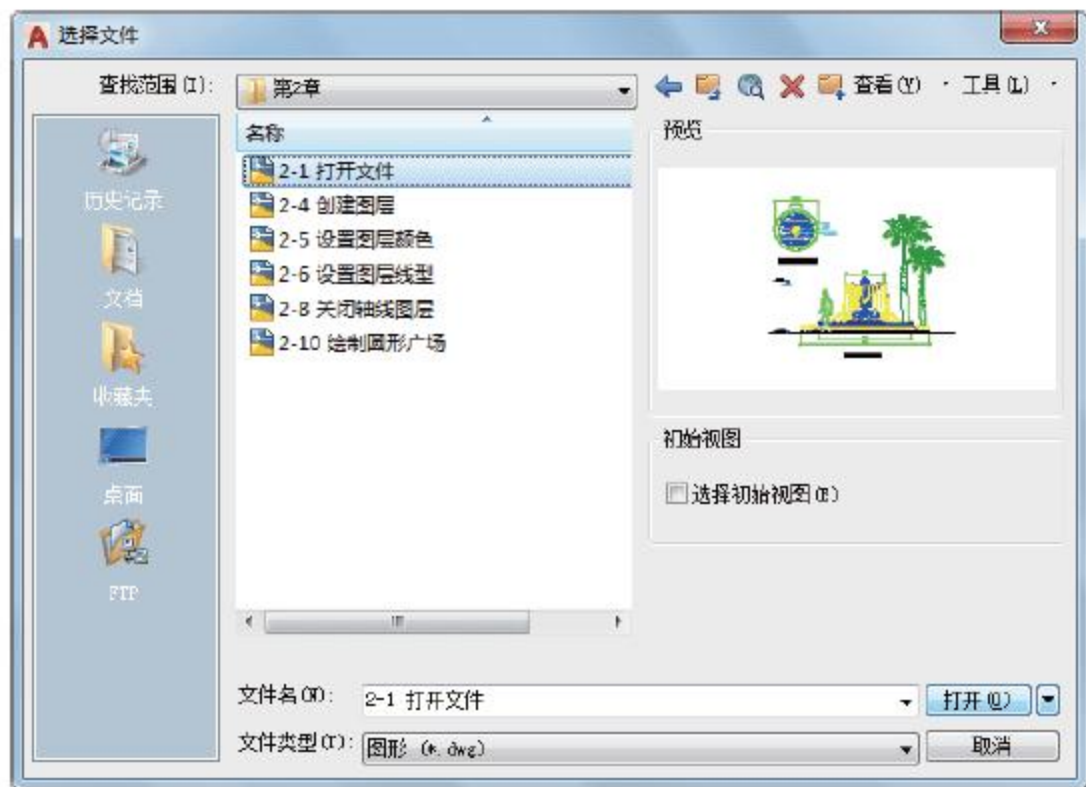 选择文件
查找范围(I):
第2章
查看(V)
工具(L)
历史记录
文档
收藏夹
桌面
FTP
名称
2-1 打开文件
2-4 创建图层
2-5 设置图层颜色
2-6 设置图层线型
2-8 关闭轴线图层
2-10 绘制圆形广场
预览
初始视图
选择初始视图(E)
文件名(N):
2-1 打开文件
打开(O)
文件类型(T):
图形 (*.dwg)
取消